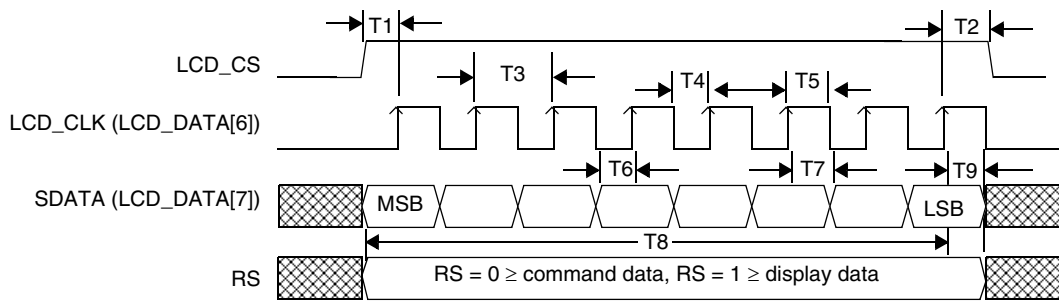 T1
T2
LCD_CS
T3
T4
T5
LCD_CLK (LCD_DATA[6])
T6
T7
T9
SDATA (LCD_DATA[7])
MSB
LSB
T8
RS
RS = 0 ≥ command data, RS = 1 ≥ display data